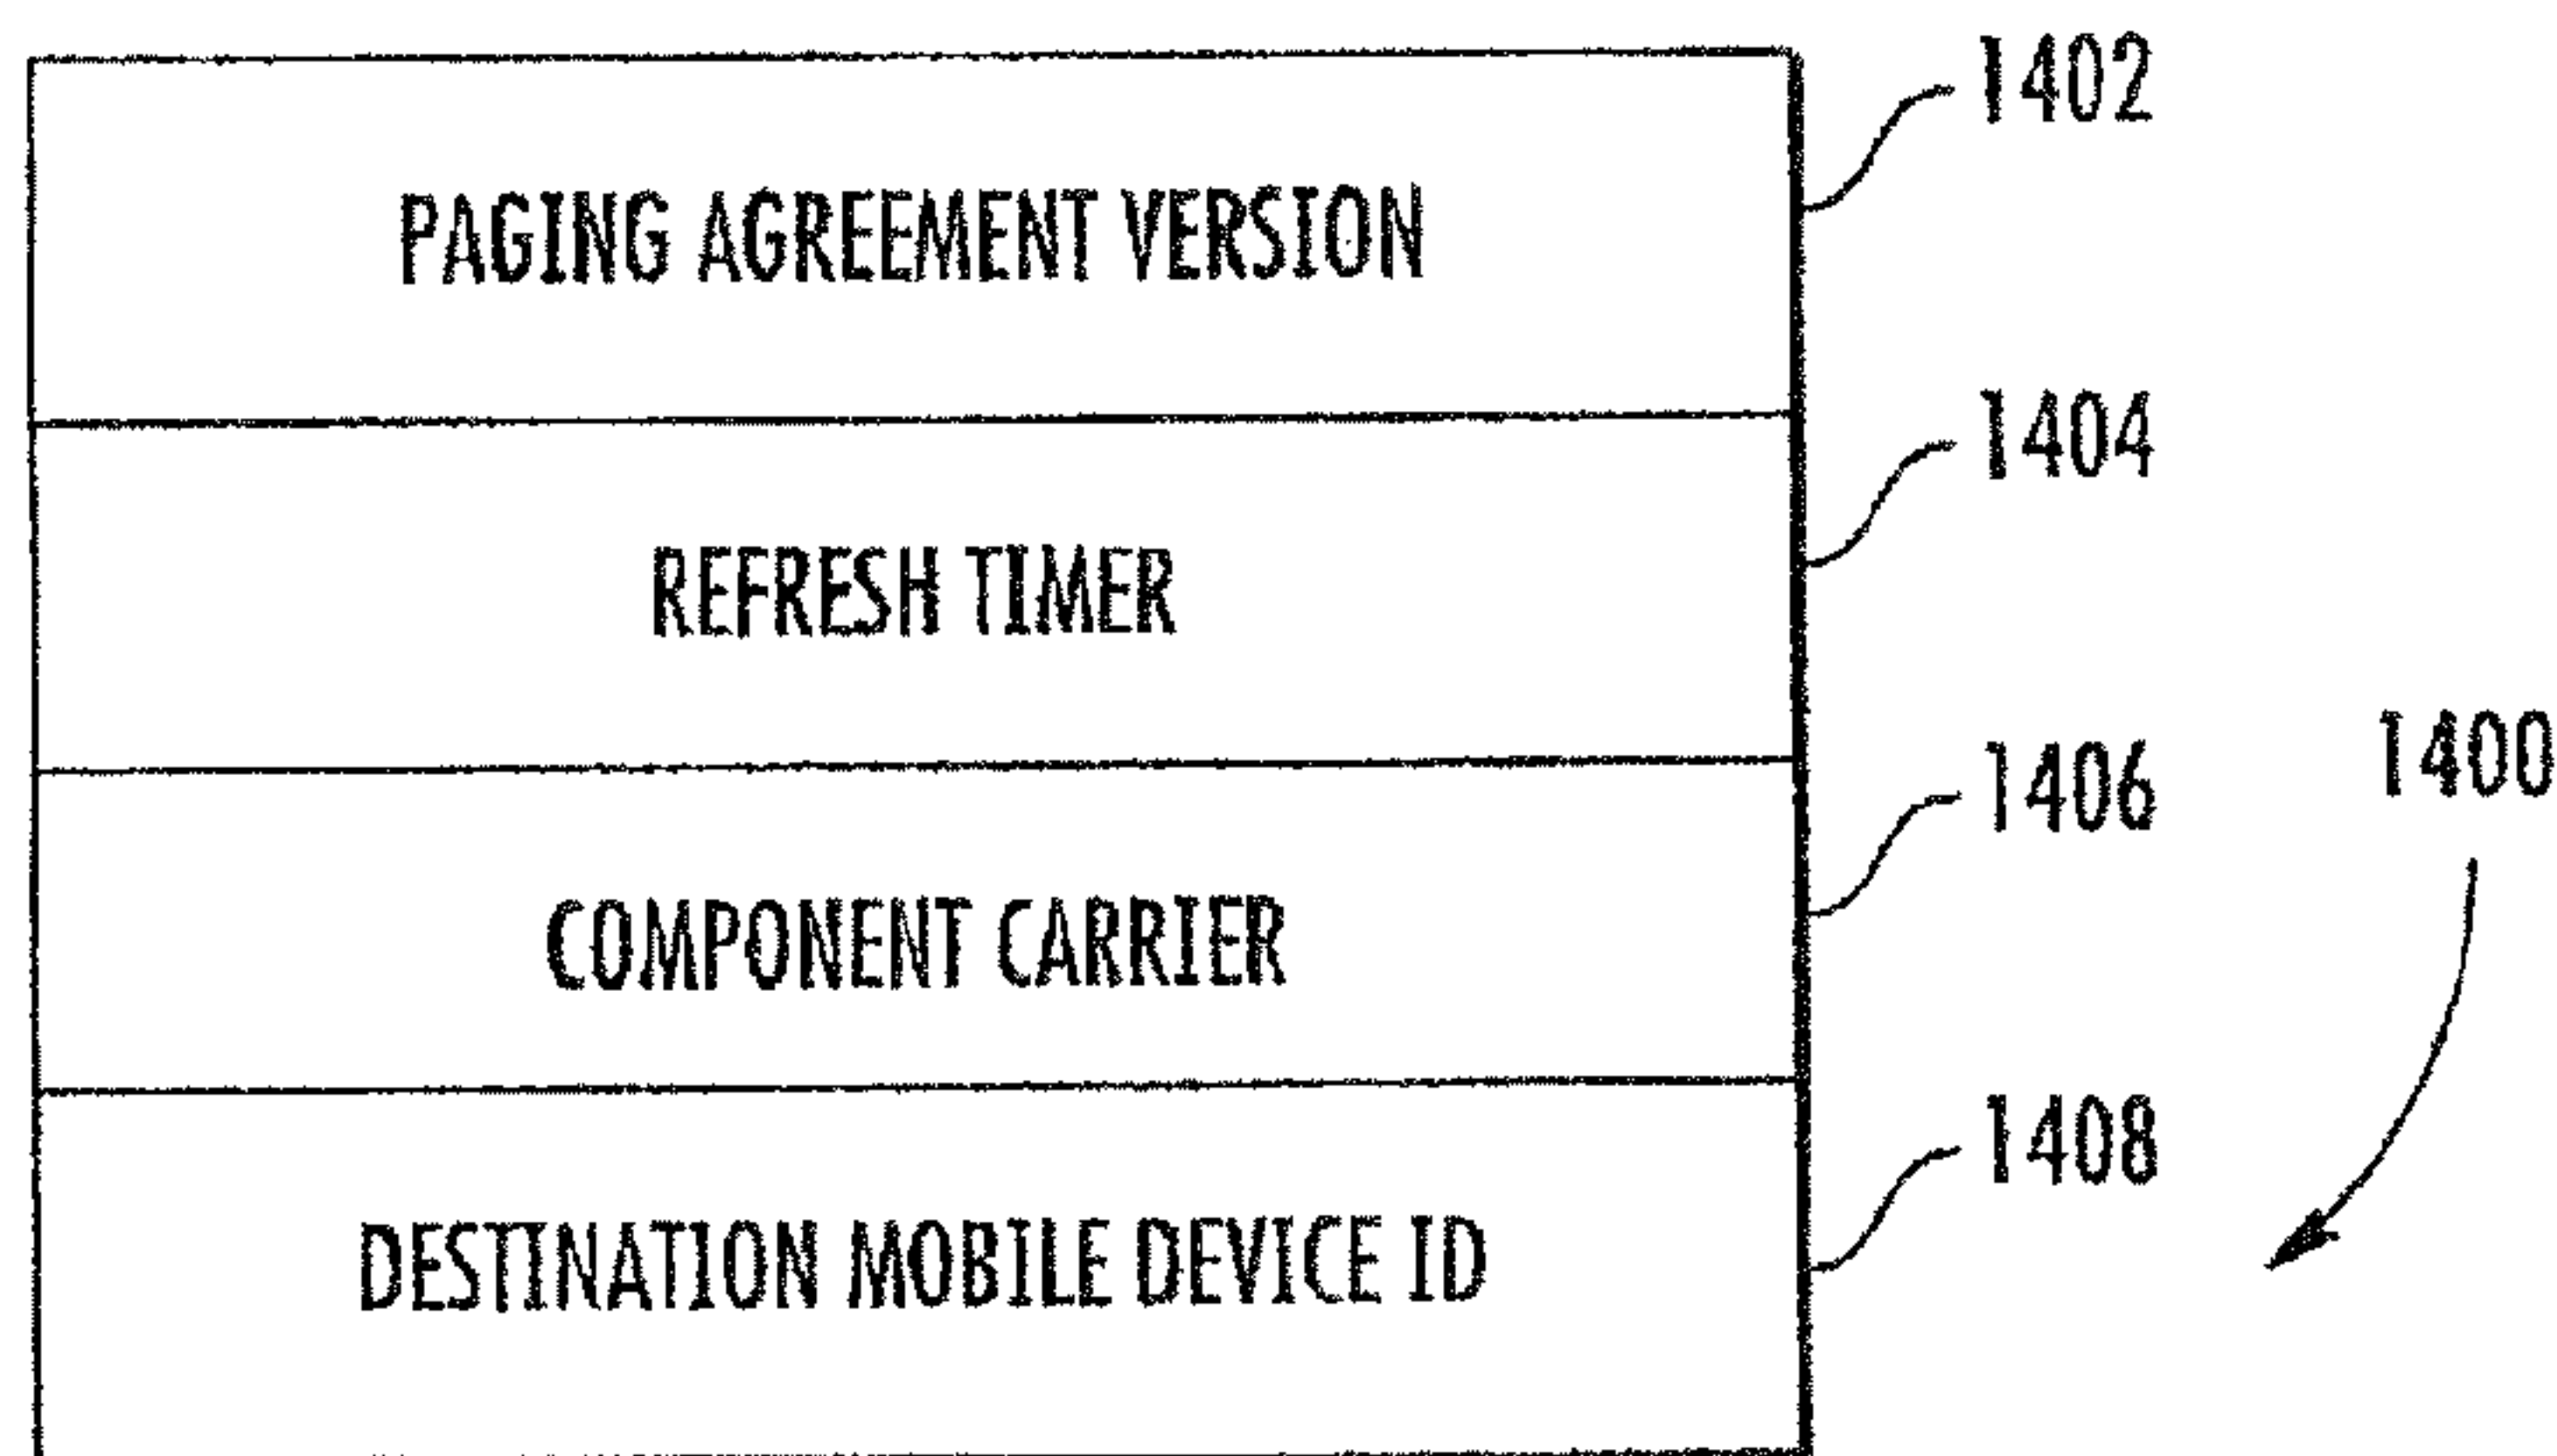 PAGING AGREEMENT VERSION 1402
REFRESH TIMER 1404
COMPONENT CARRIER 1406
1400
DESTINATION MOBILE DEVICE ID 1408